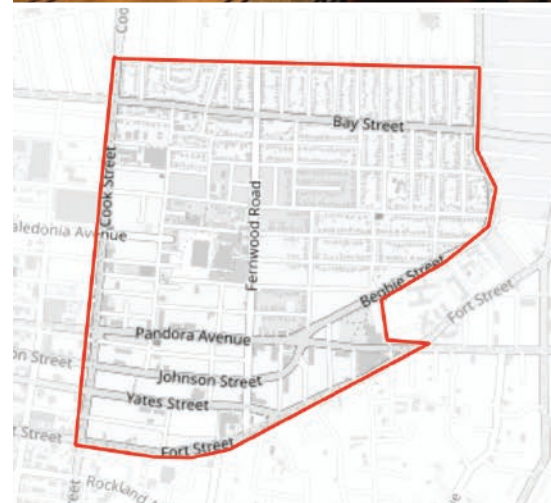 Coo
Bay Street
Cook Street
Fernwood Road
aledonia Avenue
Begbie Street
Fort Street
Pandora Avenue
on Street
Johnson Street
Yates Street
t Street
Fort Street
Rockland A